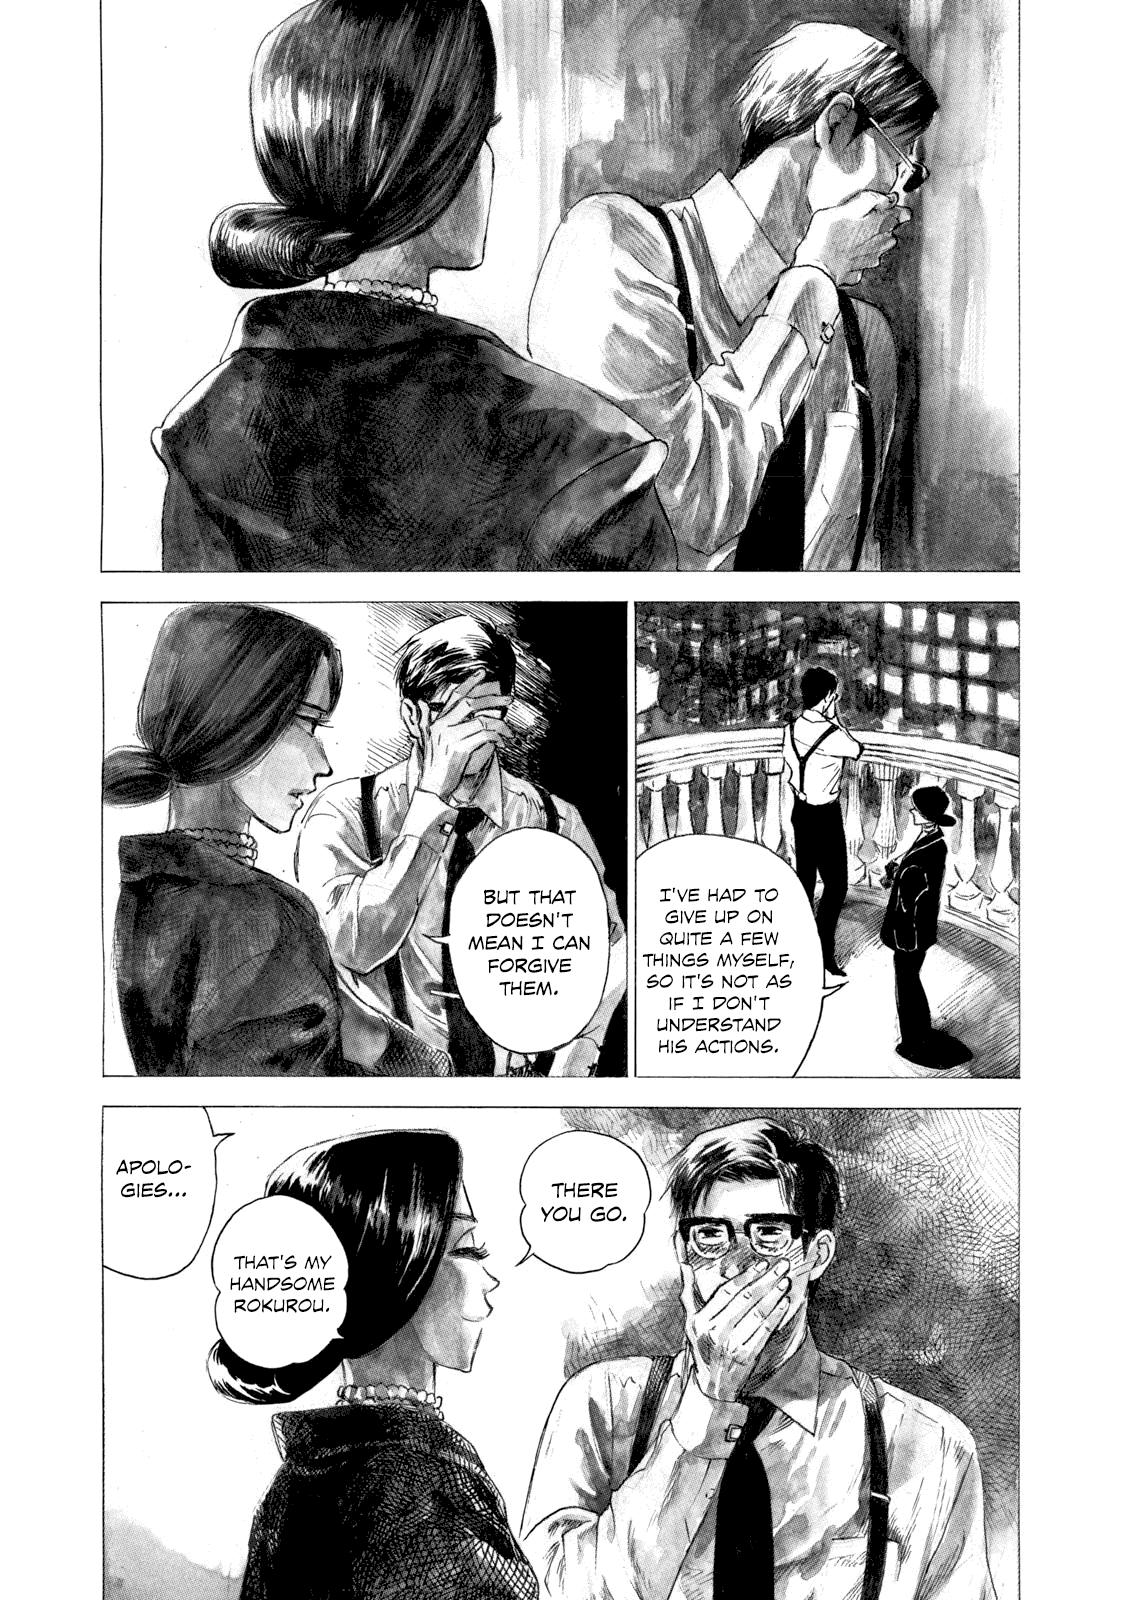 I'VE HAD TO
GIVE UP ON
QUITE A FEW
THINGS MYSELF,
SO IT'S NOT AS
IF I DON'T
UNDERSTAND
HIS ACTIONS.
BUT THAT
DOESN'T
MEAN I CAN
FORGIVE
THEM.
THERE
YOU GO.
THAT'S MY
HANDSOME
ROKUROU.
APOLO-
GIES...